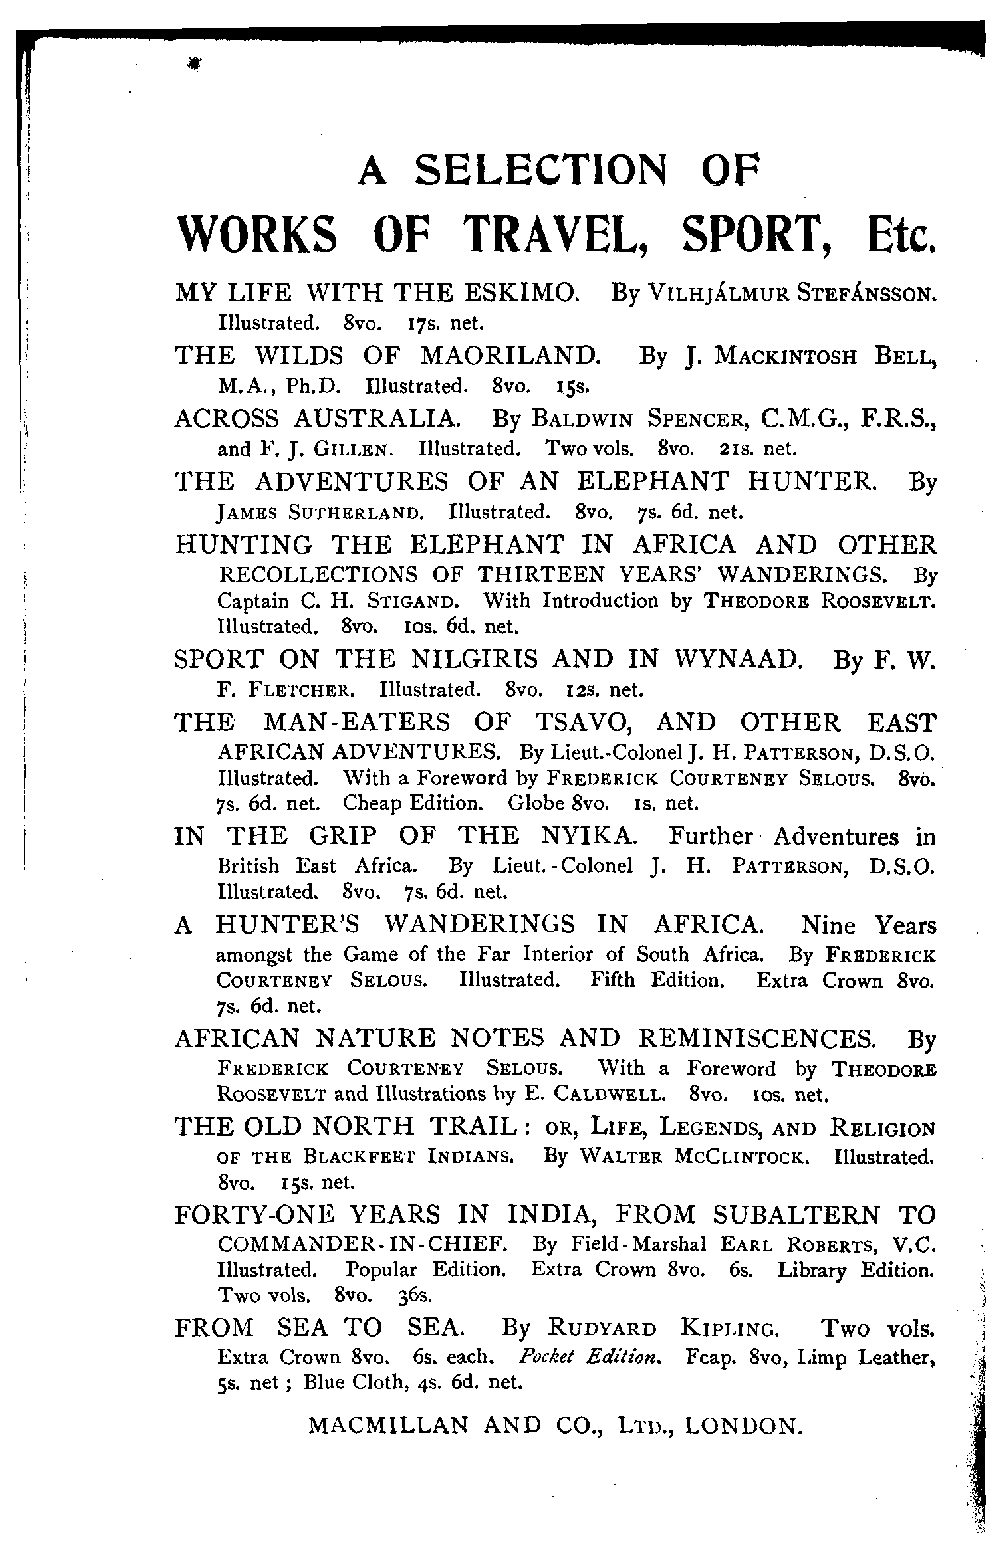 A SELECTION OF
WORKS OF TRAVEL, SPORT, Etc.
MY LIFE WITH THE ESKIMO. By VILHJÁLMUR STEFÁNSSON.
Illustrated. 8vo. 17s. net.
THE WILDS OF MAORILAND. By J. MACKINTOSH BELL,
M.A., Ph.D. Illustrated. 8vo. 15s.
ACROSS AUSTRALIA. By BALDWIN SPENCER, C.M.G., F.R.S.,
and F. J. GILLEN. Illustrated. Two vols. 8vo. 21s. net.
THE ADVENTURES OF AN ELEPHANT HUNTER. By
JAMES SUTHERLAND. Illustrated. 8vo. 7s. 6d. net.
HUNTING THE ELEPHANT IN AFRICA AND OTHER
RECOLLECTIONS OF THIRTEEN YEARS' WANDERINGS. By
Captain C. H. STIGAND. With Introduction by THEODORE ROOSEVELT.
Illustrated. 8vo. 10s. 6d. net.
SPORT ON THE NILGIRIS AND IN WYNAAD. By F. W.
F. FLETCHER. Illustrated. 8vo. 12s. net.
THE MAN-EATERS OF TSAVO, AND OTHER EAST
AFRICAN ADVENTURES. By Lieut.-Colonel J. H. PATTERSON, D.S.O.
Illustrated. With a Foreword by FREDERICK COURTENEY SELOUS. 8vo.
7s. 6d. net. Cheap Edition. Globe 8vo. 1s. net.
IN THE GRIP OF THE NYIKA. Further Adventures in
British East Africa. By Lieut.-Colonel J. H. PATTERSON, D.S.O.
Illustrated. 8vo. 7s. 6d. net.
A HUNTER'S WANDERINGS IN AFRICA. Nine Years
amongst the Game of the Far Interior of South Africa. By FREDERICK
COURTENEY SELOUS. Illustrated. Fifth Edition. Extra Crown 8vo.
7s. 6d. net.
AFRICAN NATURE NOTES AND REMINISCENCES. By
FREDERICK COURTENEY SELOUS. With a Foreword by THEODORE
ROOSEVELT and Illustrations by E. CALDWELL. 8vo. 10s. net.
THE OLD NORTH TRAIL: OR, LIFE, LEGENDS, AND RELIGION
OF THE BLACKFEET INDIANS. By WALTER MCCLINTOCK. Illustrated.
8vo. 15s. net.
FORTY-ONE YEARS IN INDIA, FROM SUBALTERN TO
COMMANDER-IN-CHIEF. By Field-Marshal EARL ROBERTS, V.C.
Illustrated. Popular Edition. Extra Crown 8vo. 6s. Library Edition.
Two vols. 8vo. 36s.
FROM SEA TO SEA. By RUDYARD KIPLING. Two vols.
Extra Crown 8vo. 6s. each. Pocket Edition. Fcap. 8vo, Limp Leather,
5s. net; Blue Cloth, 4s. 6d. net.
MACMILLAN AND CO., LTD., LONDON.